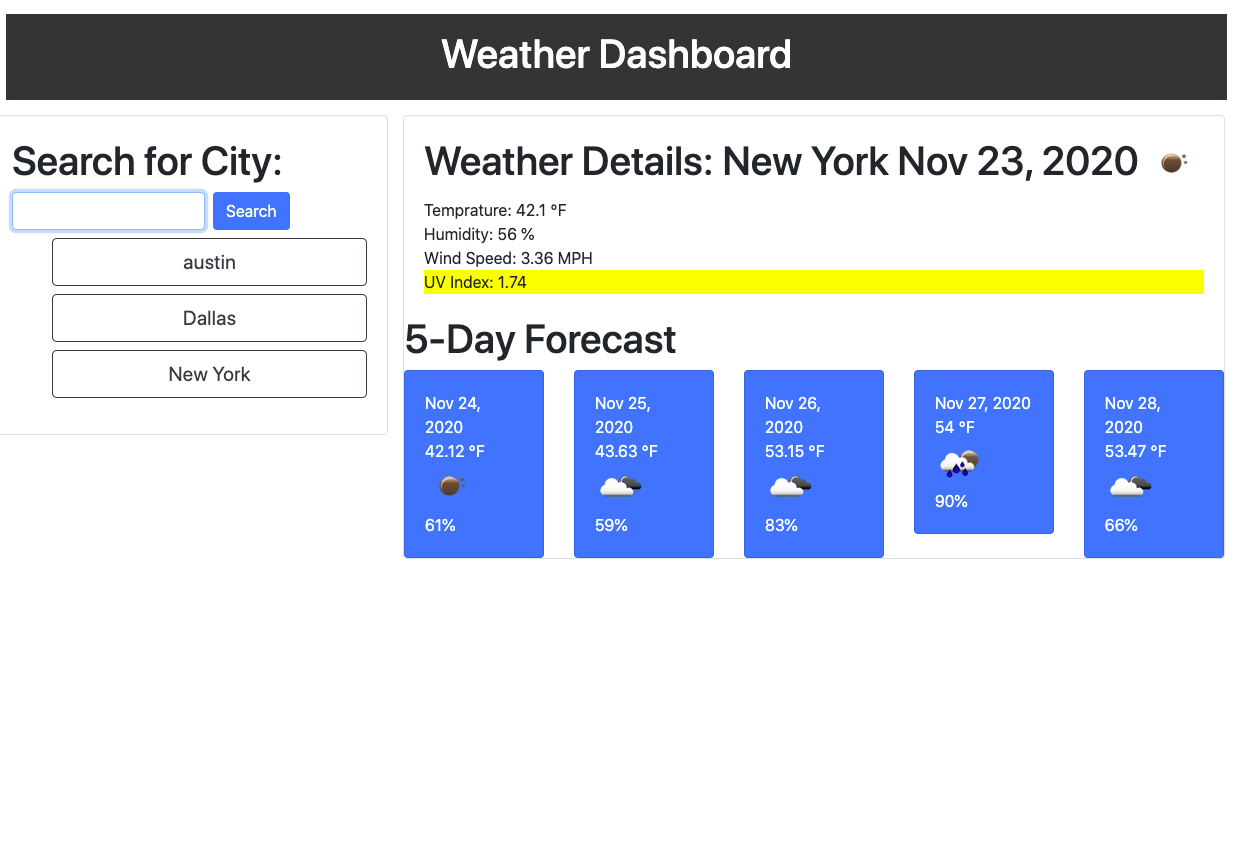 Weather Dashboard
Search for City:
Search
austin
Dallas
New York
Weather Details: New York Nov 23, 2020
Temprature: 42.1 °F
Humidity: 56 %
Wind Speed: 3.36 MPH
UV Index: 1.74
5-Day Forecast
Nov 24,
2020
42.12 °F
61%
Nov 25,
2020
43.63 °F
59%
Nov 26,
2020
53.15 °F
83%
Nov 27, 2020
54 °F
90%
Nov 28,
2020
53.47 °F
66%